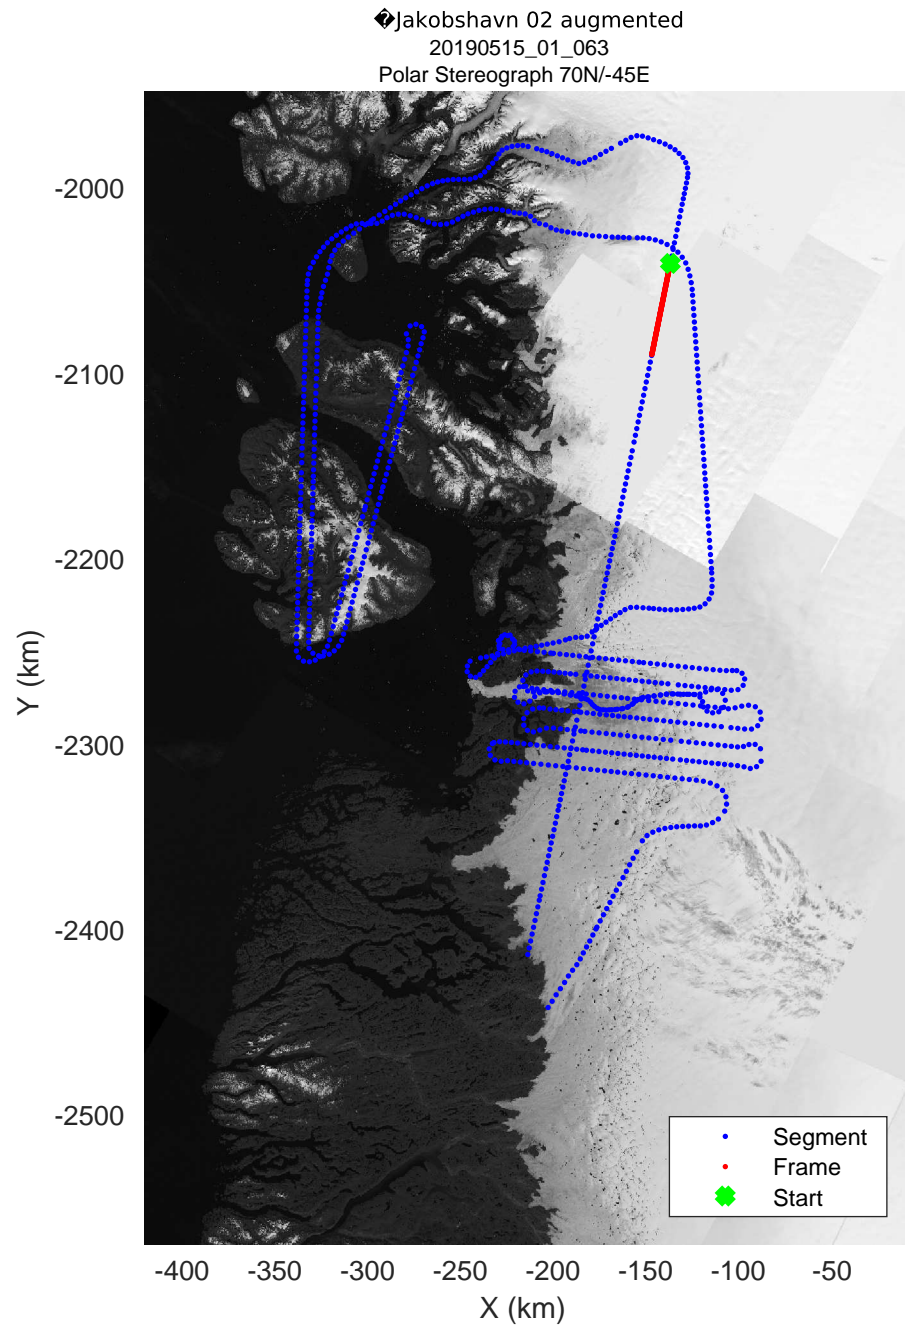 �Jakobshavn 02 augmented
20190515_01_063
Polar Stereograph 70N/-45E
-2000
-2100
-2200
-2300
-2400
-2500
Y (km)
Segment
Frame
Start
-400
-350
-300
-250
-200
-150
-100
-50
X (km)